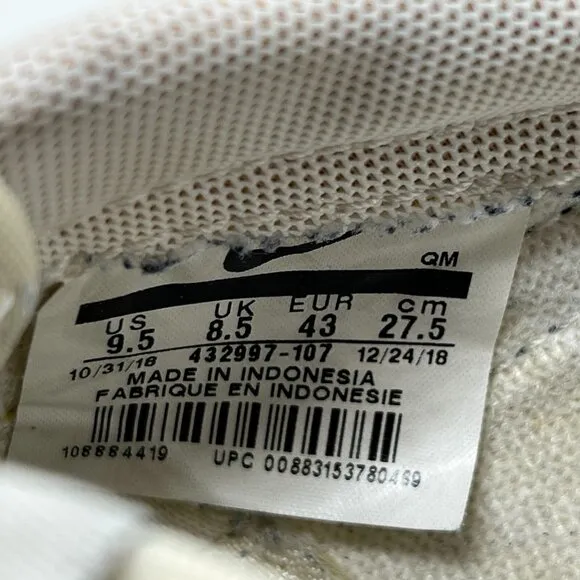 QM
US UK EUR cm
9.5 8.5 43 27.5
10/31/18 432997-107 12/24/18
MADE IN INDONESIA
FABRIQUE EN INDONESIE
108884419 UPC 00883153780499